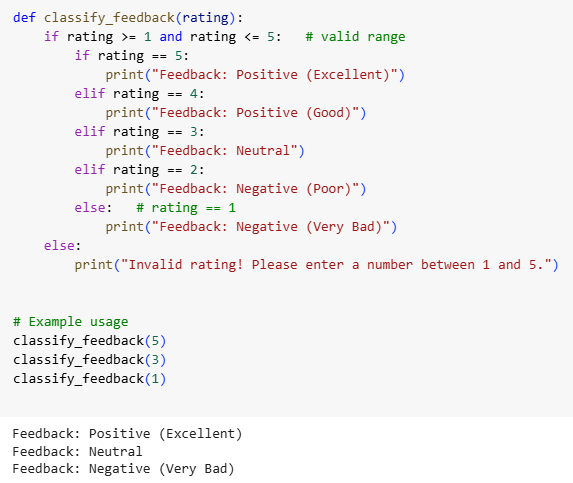 def classify_feedback(rating):
    if rating >= 1 and rating <= 5:   # valid range
        if rating == 5:
            print("Feedback: Positive (Excellent)")
        elif rating == 4:
            print("Feedback: Positive (Good)")
        elif rating == 3:
            print("Feedback: Neutral")
        elif rating == 2:
            print("Feedback: Negative (Poor)")
        else:   # rating == 1
            print("Feedback: Negative (Very Bad)")
    else:
        print("Invalid rating! Please enter a number between 1 and 5.")
# Example usage
classify_feedback(5)
classify_feedback(3)
classify_feedback(1)
Feedback: Positive (Excellent)
Feedback: Neutral
Feedback: Negative (Very Bad)